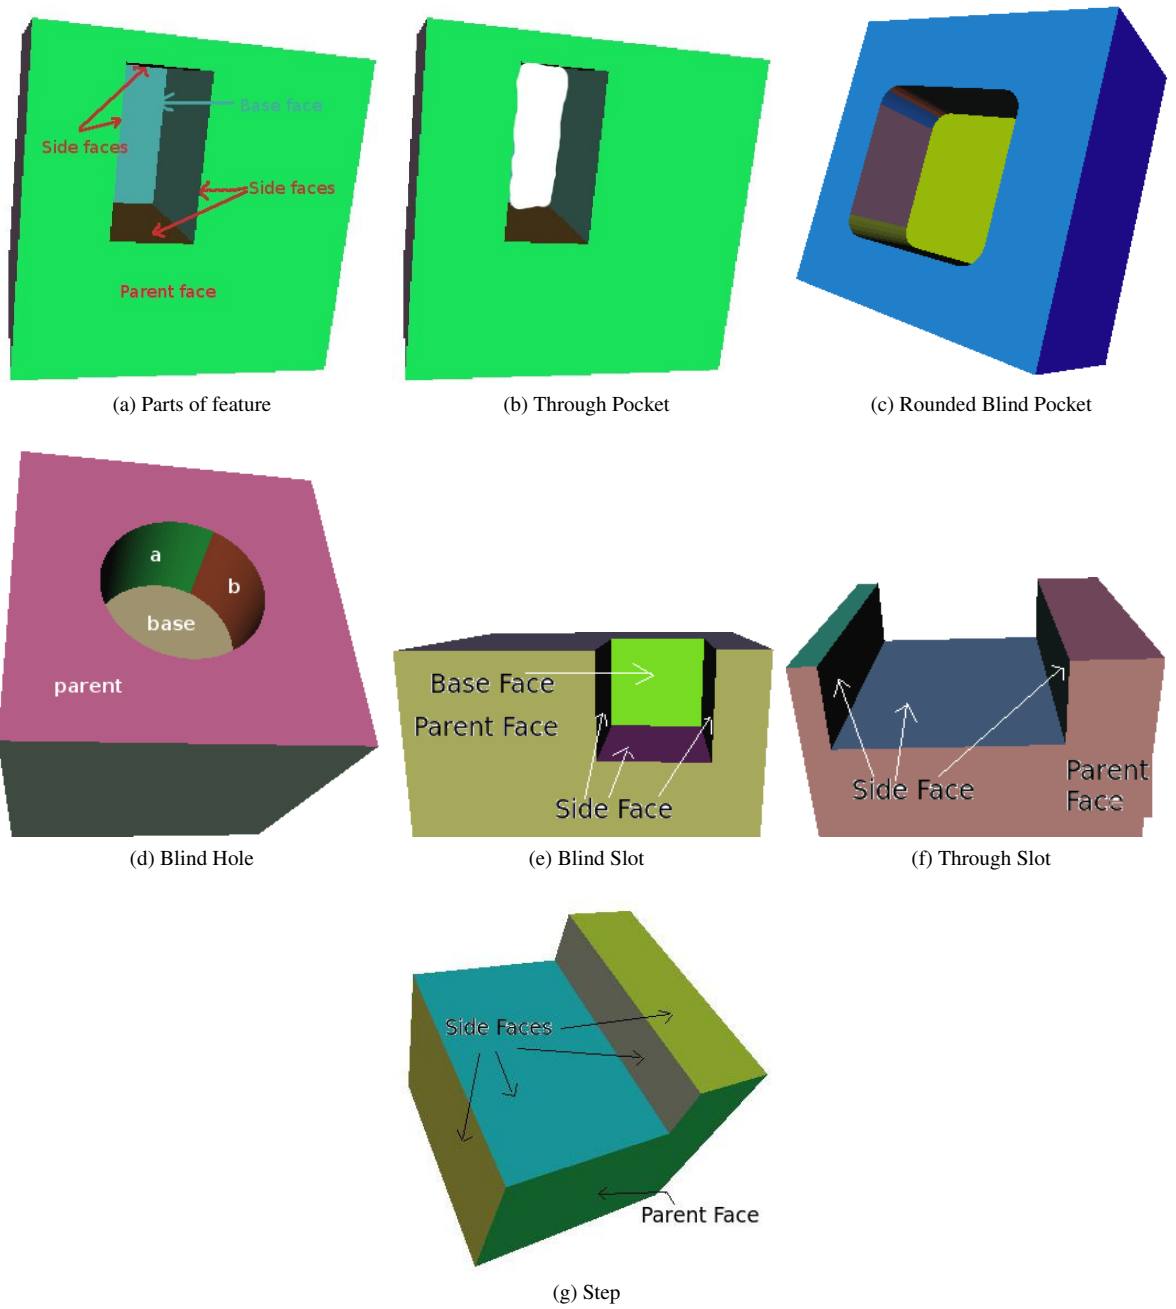 Base face
Side faces
Side faces
Parent face
(a) Parts of feature
(b) Through Pocket
(c) Rounded Blind Pocket
a
b
base
parent
(d) Blind Hole
Base Face
Parent Face
Side Face
(e) Blind Slot
Side Face
Parent
Face
(f) Through Slot
Side Faces
Parent Face
(g) Step